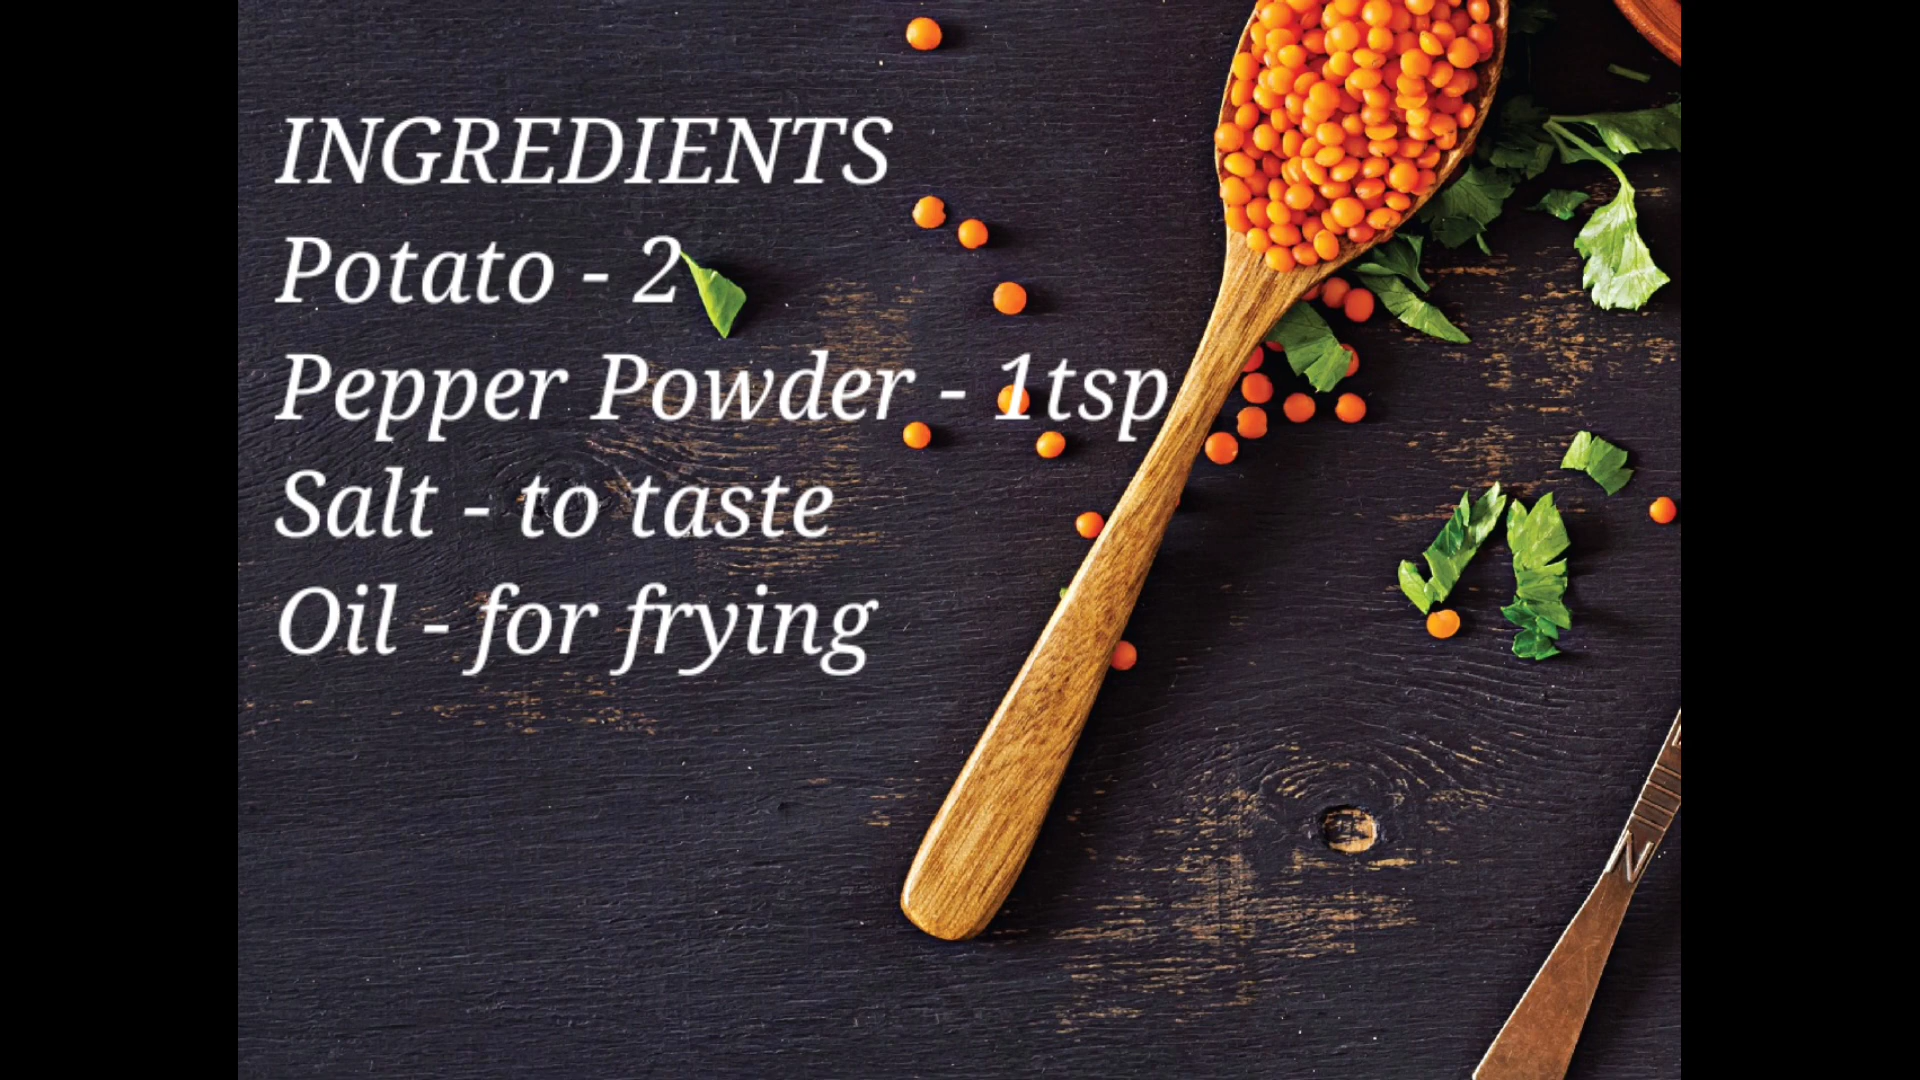 INGREDIENTS
Potato - 2
Pepper Powder - 1tsp
Salt - to taste
Oil - for frying